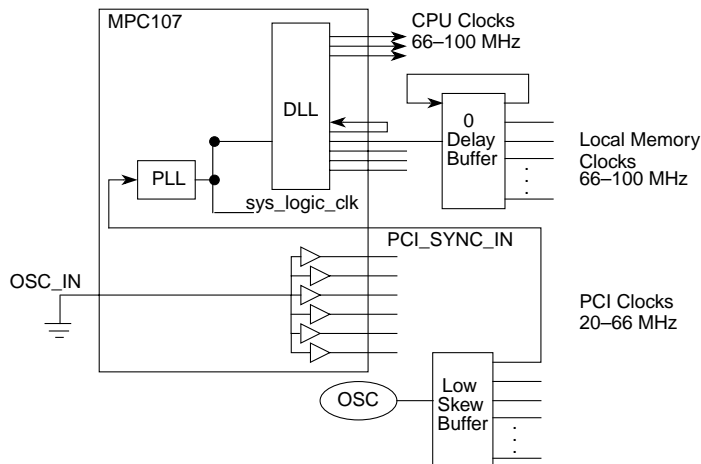 MPC107
CPU Clocks
66–100 MHz
DLL
0
Delay
Buffer
Local Memory
Clocks
66–100 MHz
PLL
sys_logic_clk
PCI_SYNC_IN
OSC_IN
PCI Clocks
20–66 MHz
OSC
Low
Skew
Buffer